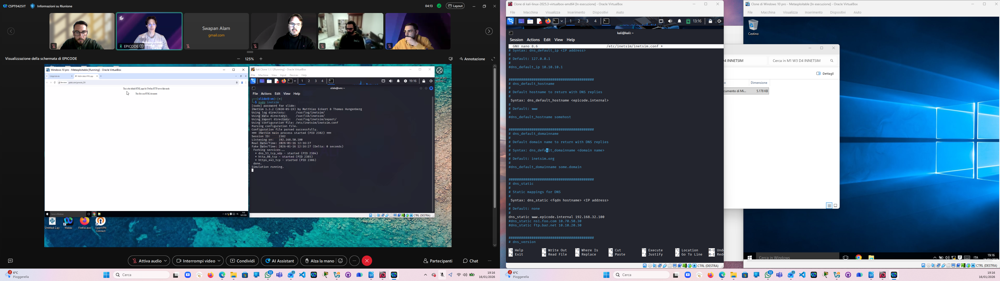 CSPT0425IT
Informazioni su Riunione
04:13
Layout
Swapan Alam
gmail.com
EPICODE
Visualizzazione della schermata di EPICODE
125%
Annotazione
Windows 10 pro - Metasploitable [Running] - Oracle VirtualBox
INetSim default HTML page
This is the default HTML page for INetSim HTTP server fake mode.
This file is an HTML document.
Cerca in Windows
Untitled-2.py
Webex
Firefox.exe
OpenVPN Connect
Kali Clone 1.1.1 [Running] - Oracle VirtualBox
File Machine View Input Devices Help
1 2 3 4
19:16
slide@vm: ~
File Actions Edit View Help
(slide㉿vm)-[~]
$ sudo inetsim
[sudo] password for slide:
INetSim 1.3.2 (2020-05-19) by Matthias Eckert & Thomas Hungenberg
Using log directory: /var/log/inetsim/
Using data directory: /var/lib/inetsim/
Using report directory: /var/log/inetsim/report/
Using configuration file: /etc/inetsim/inetsim.conf
Parsing configuration file.
Configuration file parsed successfully.
=== INetSim main process started (PID 2382) ===
Session ID: 2382
Listening on: 192.168.50.100
Real Date/Time: 2026-01-16 12:16:27
Fake Date/Time: 2026-01-16 12:16:27 (Delta: 0 seconds)
Forking services...
* dns_53_tcp_udp - started (PID 2384)
* http_80_tcp - started (PID 2385)
* https_443_tcp - started (PID 2386)
done.
Simulation running.
CTRL (DESTRA)
Attiva audio
Interrompi video
Condividi
AI Assistant
Alza la mano
Partecipanti
Chat
2
6°C
Pioggerella
Cerca
32
19:16
16/01/2026
Clone di kali-linux-2025.3-virtualbox-amd64 [In esecuzione] - Oracle VirtualBox
File Macchina Visualizza Inserimento Dispositivi Aiuto
1 2 3 4
13:16
kali@kali: ~
Session Actions Edit View Help
GNU nano 8.6 /etc/inetsim/inetsim.conf *
# Syntax: dns_default_ip <IP address>
#
# Default: 127.0.0.1
#
#dns_default_ip 10.10.10.1
#########################################
# dns_default_hostname
#
# Default hostname to return with DNS replies
#
Syntax: dns_default_hostname <epicode.internal>
#
# Default: www
#
#dns_default_hostname somehost
#########################################
# dns_default_domainname
#
# Default domain name to return with DNS replies
#
# Syntax: dns_default_domainname <domain name>
#
# Default: inetsim.org
#
#dns_default_domainname some.domain
#########################################
# dns_static
#
# Static mappings for DNS
#
Syntax: dns_static <fqdn hostname> <IP address>
#
# Default: none
#
dns_static www.epicode.internal 192.168.32.100
#dns_static ns1.foo.com 10.70.50.30
#dns_static ftp.bar.net 10.10.20.30
#########################################
# dns_version
^G Help ^O Write Out ^F Where Is ^K Cut ^T Execute ^C Location M-U Und
^X Exit ^R Read File ^\ Replace ^U Paste ^J Justify ^/ Go To Line M-E Red
CTRL (DESTRA)
D4 INNETSIM
Cerca in M1 W3 D4 INNETSIM
Dettagli
Dimensione
cumento di Mi...
5.178 KB
Clone di Windows 10 pro - Metasploitable [In esecuzione] - Oracle VirtualBox
File Macchina Visualizza Inserimento Dispositivi Aiuto
Cestino
Cerca in Windows
ITA
19:16
16/01/2026
CTRL (DESTRA)
2
6°C
Pioggerella
Cerca
32
19:16
16/01/2026